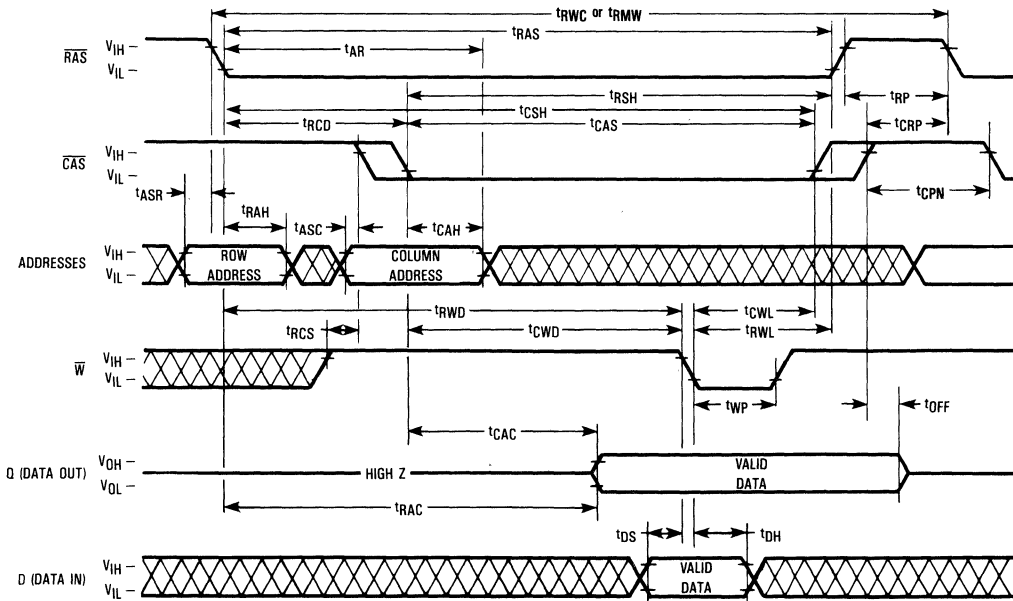 tRWC or tRMW
tRAS
tAR
RAS
VIH
VIL
tRSH
tRP
tCSH
tRCD
tCAS
tCRP
CAS
VIH
VIL
tASR
tRAH
tASC
tCAH
tCPN
ADDRESSES
VIH
VIL
ROW
ADDRESS
COLUMN
ADDRESS
tRWD
tCWL
tRCS
tCWD
tRWL
W
VIH
VIL
tWP
tOFF
tCAC
Q (DATA OUT)
VOH
VOL
HIGH Z
VALID
DATA
tRAC
tDS
tDH
D (DATA IN)
VIH
VIL
VALID
DATA